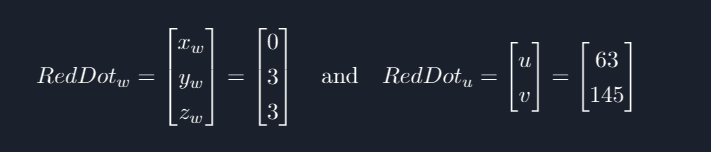 RedDot_w = [x_w y_w z_w] = [0 3 3] and RedDot_u = [u v] = [63 145]